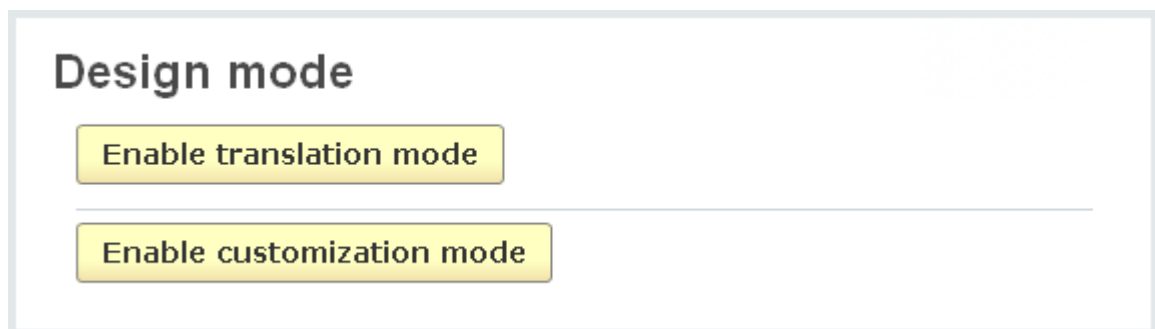 Design mode
Enable translation mode
Enable customization mode